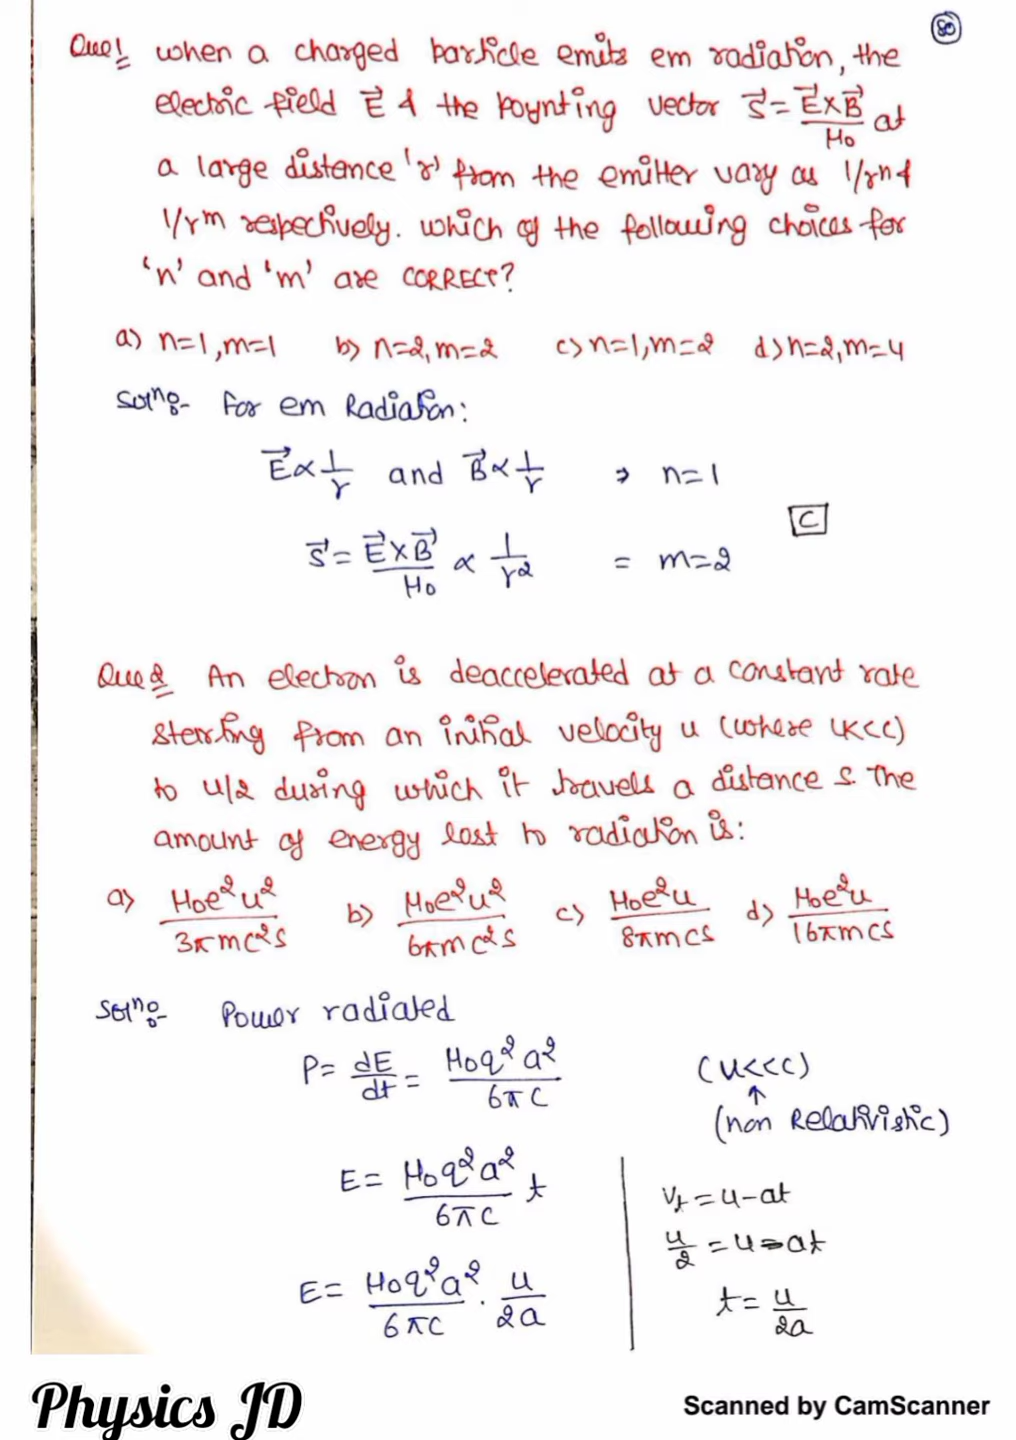 80
Que1 when a charged particle emits em radiation, the
electric field E⃗ & the poynting vector S⃗ = E⃗×B⃗/μ₀ at
a large distance 'r' from the emitter vary as 1/rn &
1/rm respectively. which of the following choices for
'n' and 'm' are CORRECT?
a) n=1, m=1 b) n=2, m=2 c) n=1, m=2 d) n=2, m=4
Soln:- For em Radiation:
E⃗ ∝ 1/r and B⃗ ∝ 1/r ⇒ n=1
C
S⃗ = E⃗×B⃗/μ₀ ∝ 1/r² = m=2
Que2 An electron is deaccelerated at a constant rate
sterting from an initial velocity u (where u<<c)
to u/2 during which it travels a distance s. The
amount of energy lost to radiation is:
a) μ₀e²u²/3πmc²s b) μ₀e²u²/6πmc²s c) μ₀e²u/8πmcs d) μ₀e²u/16πmcs
Soln:- Power radiated
P = dE/dt = μ₀q²a²/6πc (u<<c)
↑
(non Relativistic)
E = μ₀q²a²/6πc t
v_t = u-at
u/2 = u-at
E = μ₀q²a²/6πc . u/2a
t = u/2a
Physics JD
Scanned by CamScanner